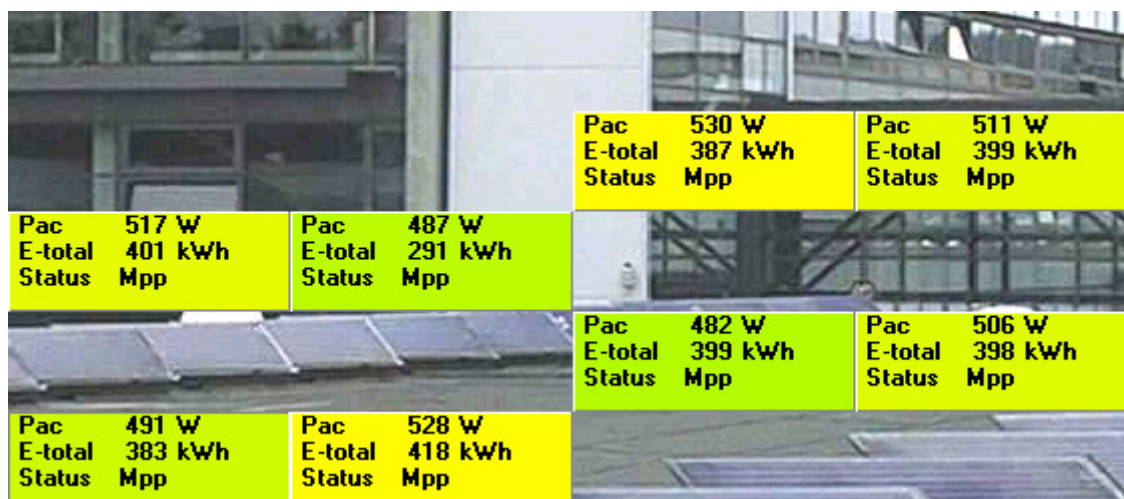 Pac 530 W
E-total 387 kWh
Status Mpp
Pac 511 W
E-total 399 kWh
Status Mpp
Pac 517 W
E-total 401 kWh
Status Mpp
Pac 487 W
E-total 291 kWh
Status Mpp
Pac 482 W
E-total 399 kWh
Status Mpp
Pac 506 W
E-total 398 kWh
Status Mpp
Pac 491 W
E-total 383 kWh
Status Mpp
Pac 528 W
E-total 418 kWh
Status Mpp